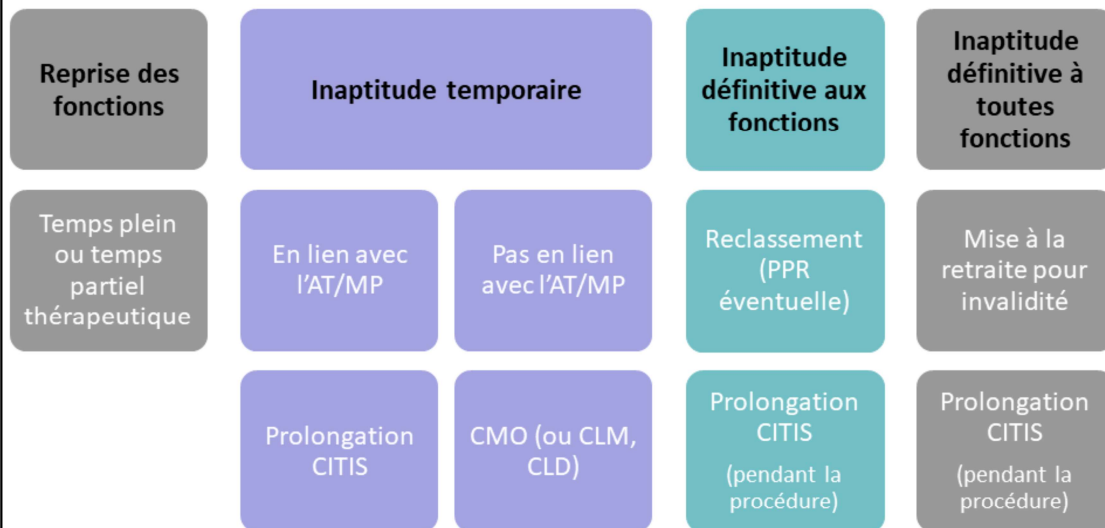 Reprise des
fonctions
Inaptitude temporaire
Inaptitude
définitive aux
fonctions
Inaptitude
définitive à
toutes
fonctions
Temps plein
ou temps
partiel
thérapeutique
En lien avec
l'AT/MP
Pas en lien
avec l'AT/MP
Reclassement
(PPR
éventuelle)
Mise à la
retraite pour
invalidité
Prolongation
CITIS
CMO (ou CLM,
CLD)
Prolongation
CITIS
(pendant la
procédure)
Prolongation
CITIS
(pendant la
procédure)